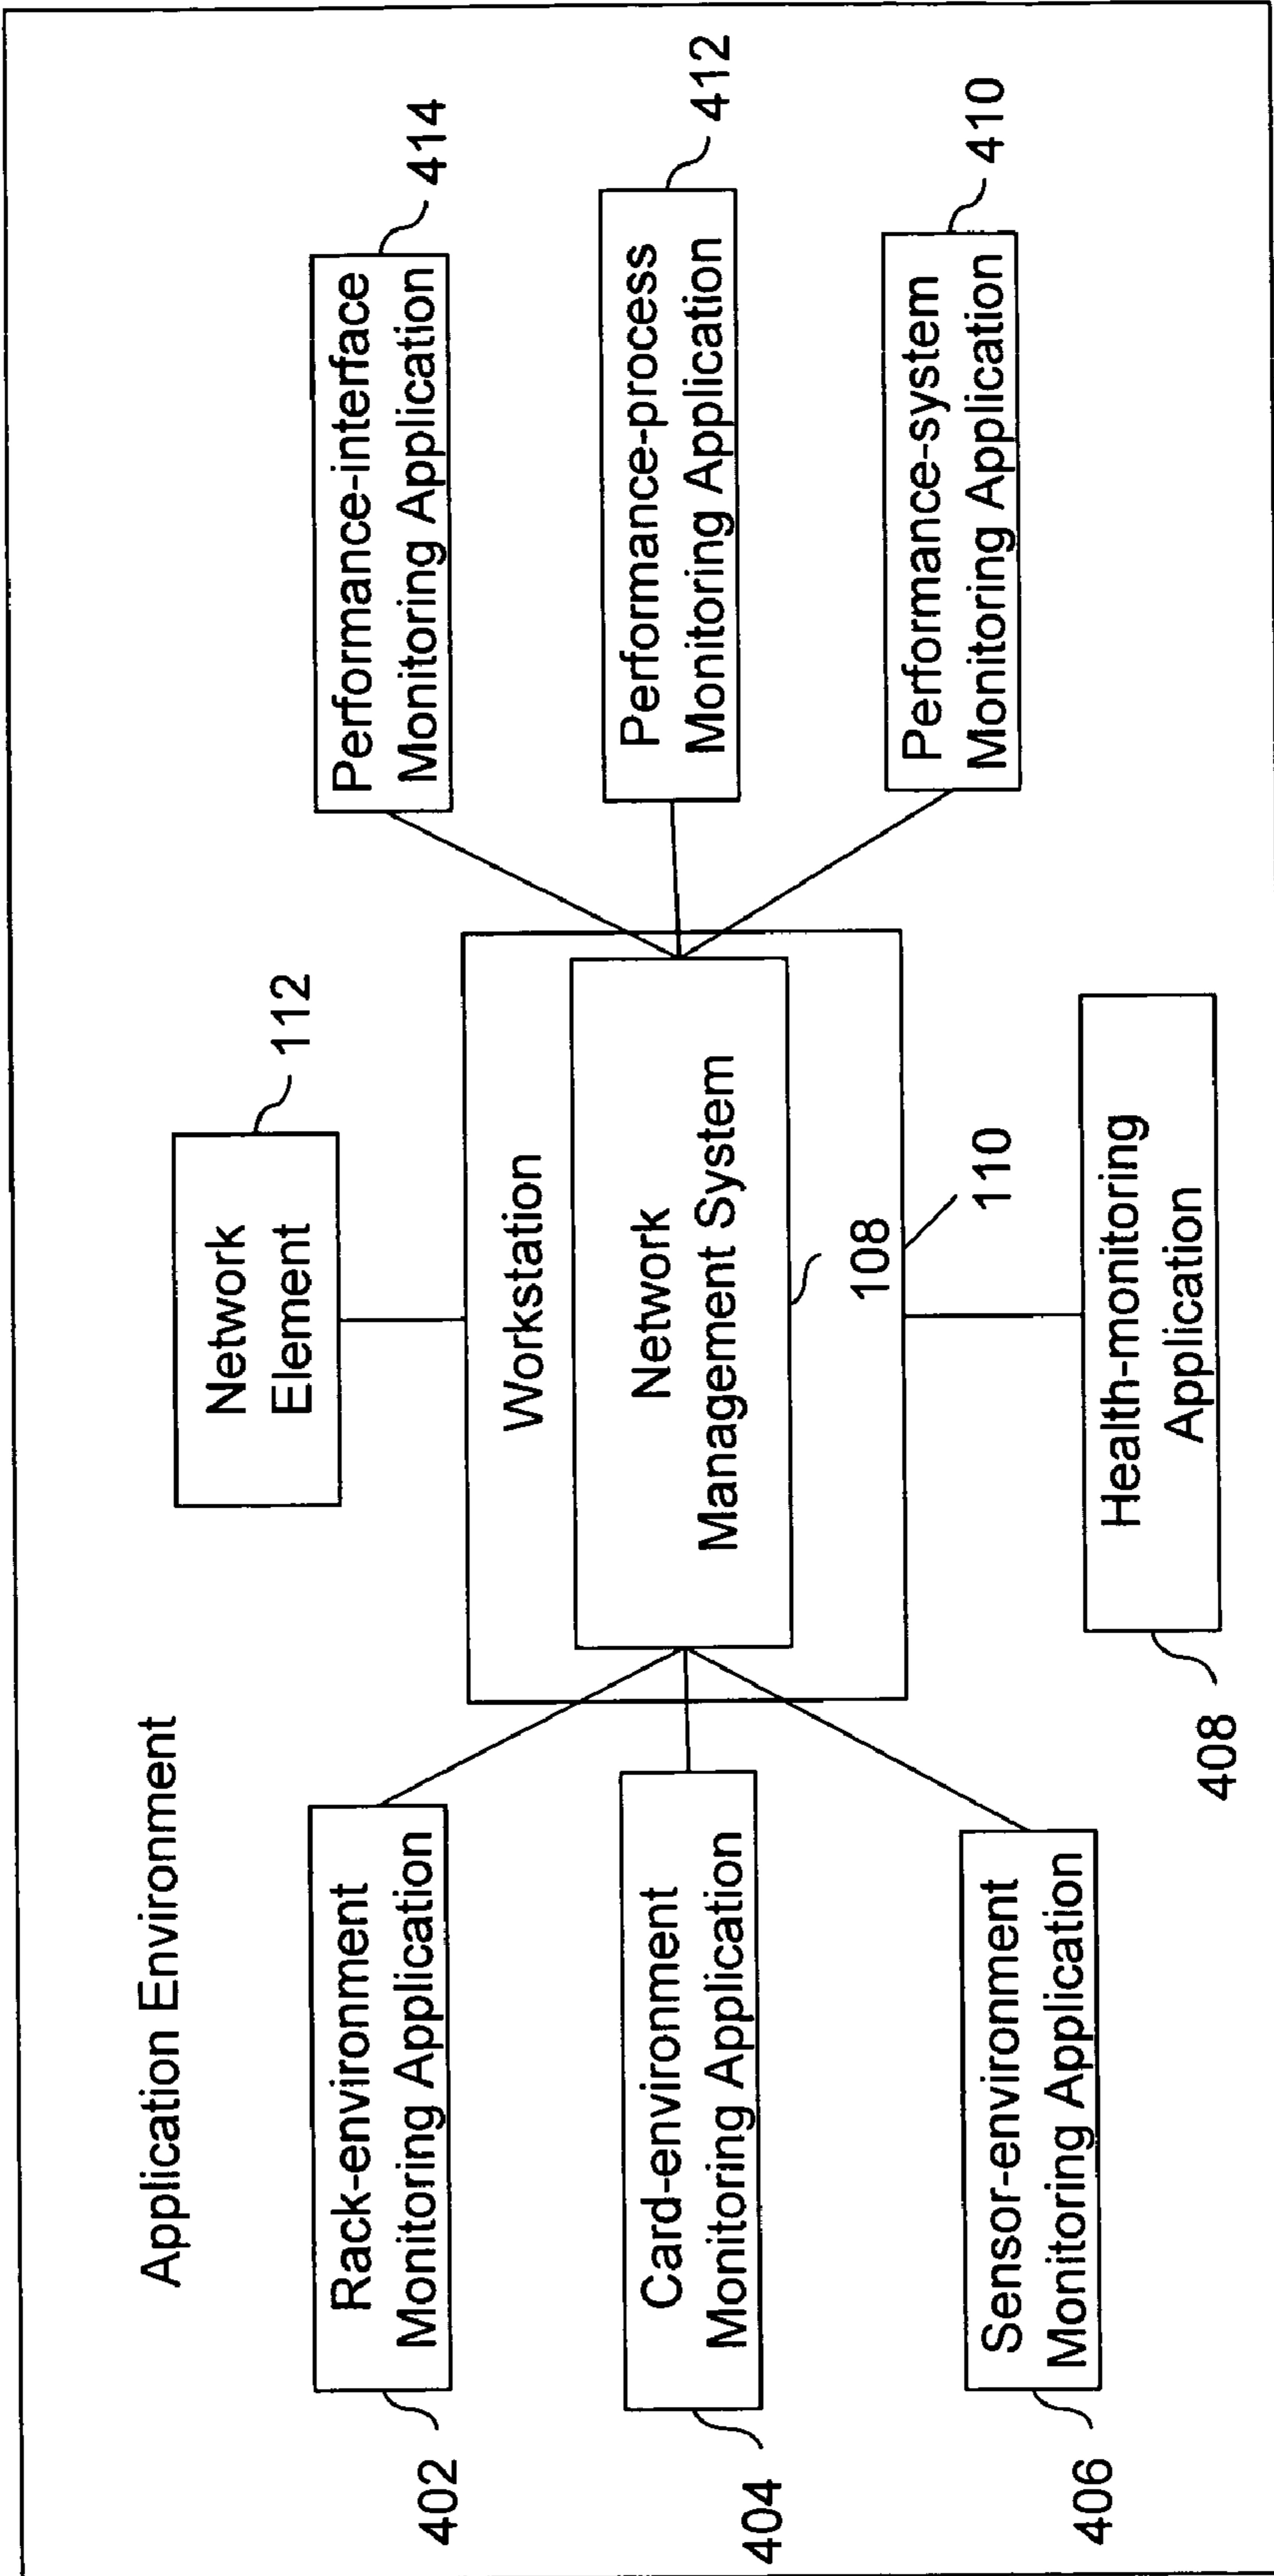 Application Environment
Network
Element
112
Rack-environment
Monitoring Application
402
Performance-interface
Monitoring Application
414
Workstation
Network
Management System
108
110
Card-environment
Monitoring Application
404
Performance-process
Monitoring Application
412
Sensor-environment
Monitoring Application
406
Performance-system
Monitoring Application
410
Health-monitoring
Application
408